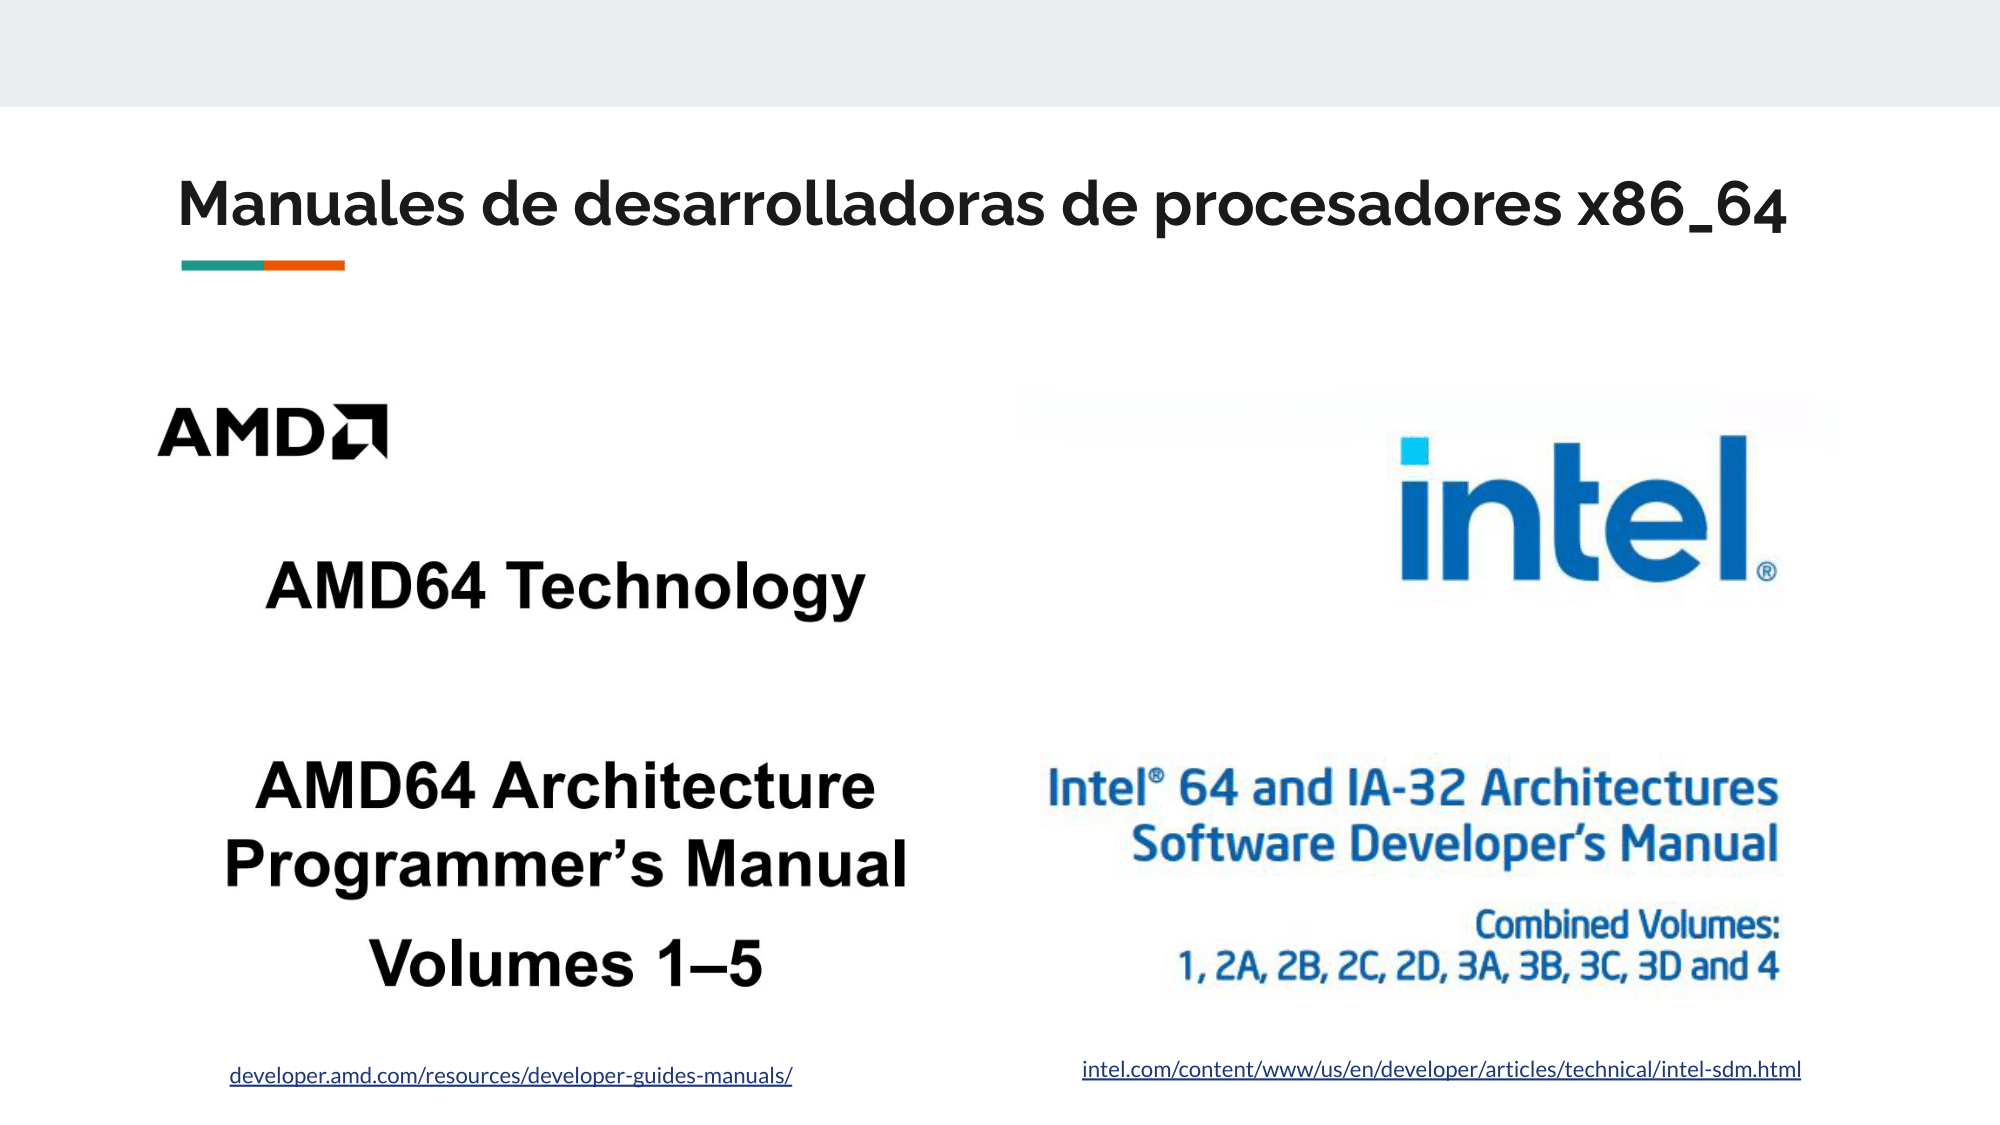 Manuales de desarrolladoras de procesadores x86_64
AMD
AMD64 Technology
AMD64 Architecture
Programmer’s Manual
Volumes 1–5
developer.amd.com/resources/developer-guides-manuals/
intel®
Intel® 64 and IA-32 Architectures
Software Developer’s Manual
Combined Volumes:
1, 2A, 2B, 2C, 2D, 3A, 3B, 3C, 3D and 4
intel.com/content/www/us/en/developer/articles/technical/intel-sdm.html